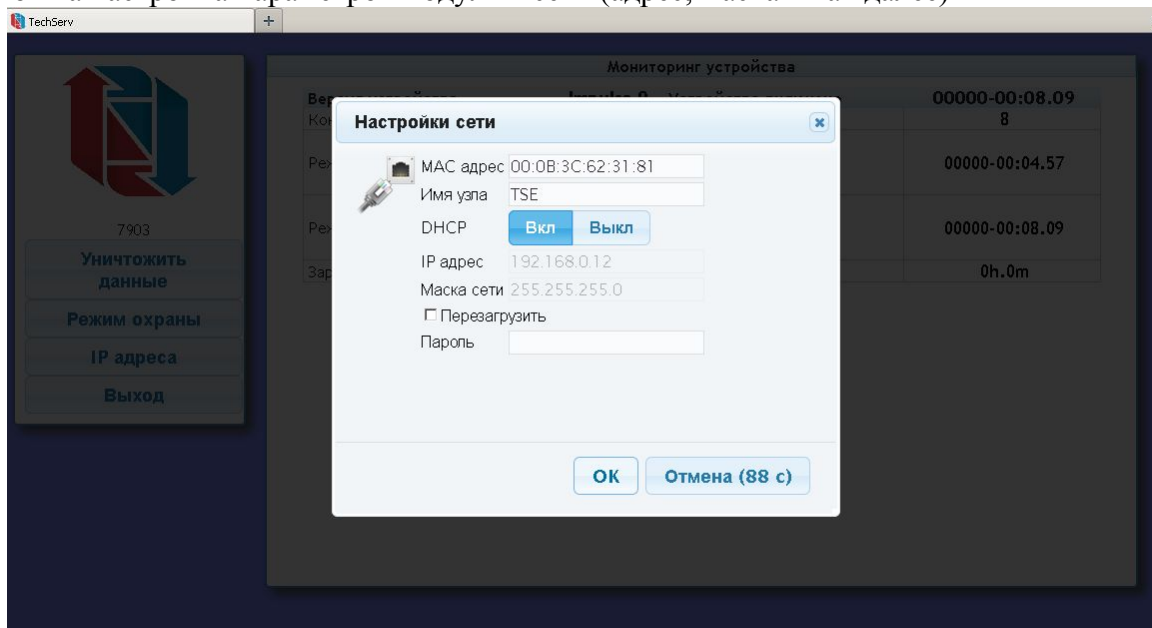 TechServ +
Мониторинг устройства
00000-00:08.09
8
00000-00:04.57
00000-00:08.09
0h.0m
7903
Уничтожить
данные
Режим охраны
IP адреса
Выход
Настройки сети
MAC адрес 00:0B:3C:62:31:81
Имя узла TSE
DHCP Вкл Выкл
IP адрес 192.168.0.12
Маска сети 255.255.255.0
Перезагрузить
Пароль
ОК Отмена (88 с)